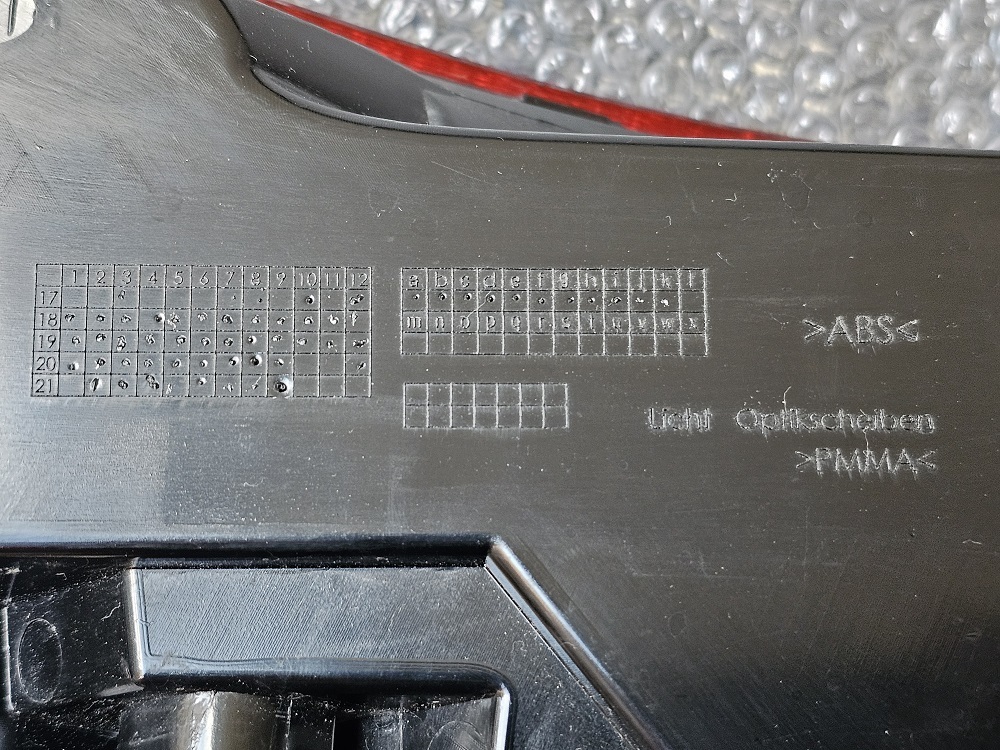 1 2 3 4 5 6 7 8 9 10 11 12
17
18
19
20
21
a b c d e f g h i j k l
m n o p q r s t u v w x
>ABS<
Licht Optikscheiben
>PMMA<